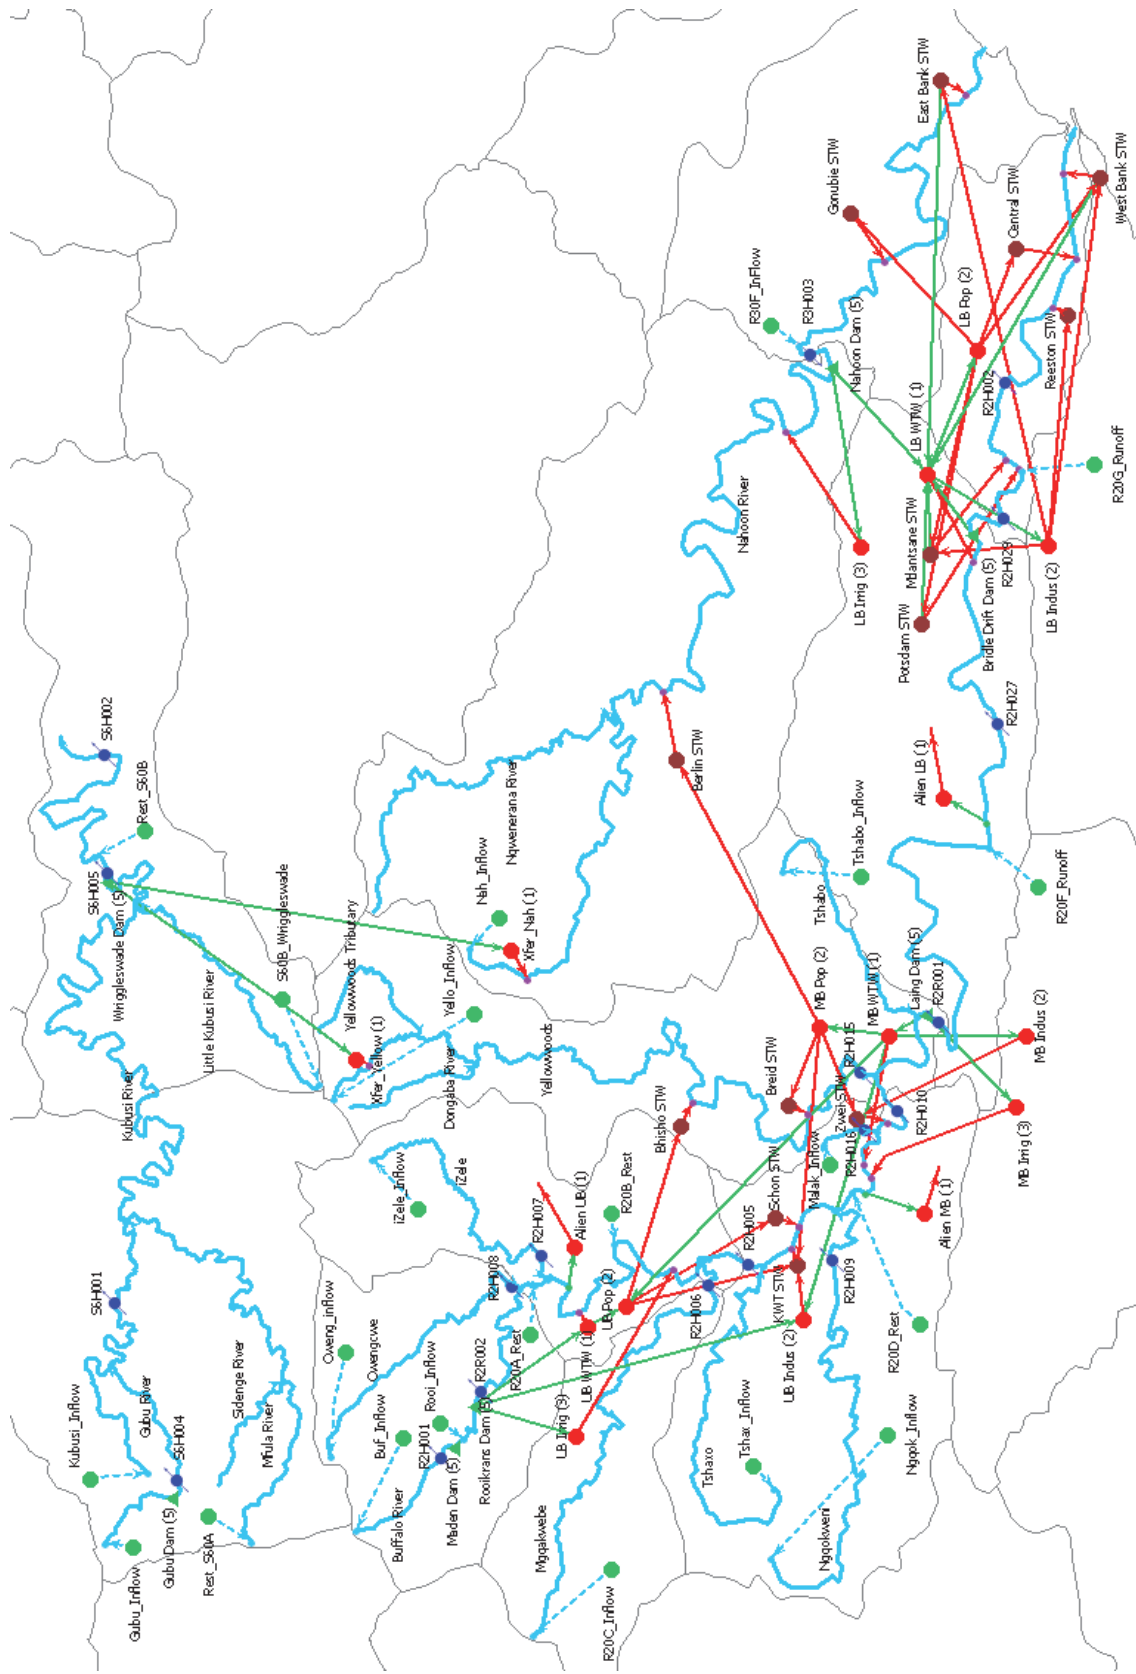 S6H002
Rest_S60B
S6H005
Wriggleswade Dam (5)
S60B_Wriggleswade
Little Kubusi River
Kubusi River
S6H001
Kubusi_Inflow
Gubu River
S6H004
Sidenge River
Mfula River
Gubu_Inflow
Gubu Dam (5)
Rest_S60A
Yellowwoods Tributary
Xfer_Yellow (1)
Yello_Inflow
Dongaba River
Yellowwoods
Nqwenerana River
Nah_Inflow
Xfer_Nah (1)
Nahoon River
Berlin STW
iZele_Inflow
iZele
R2H007
R2H008
Alien UB (1)
R20B_Rest
Bhisho STW
Oweng_inflow
Owengcwe
Buf_Inflow
Buffalo River
R2H001
Rooi_Inflow
R2R002
R20A_Rest
Maden Dam (5)
Rooikrans Dam (5)
UB WTW (1)
UB Pop (2)
UB Irrig (3)
Mgqakwebe
R20C_Inflow
R2H006
R2H005
Tshaxo
Tshax_Inflow
Schon STW
KWT STW
UB Indus (2)
R2H009
R20D_Rest
Ngqok_Inflow
Ngqokweni
Breid STW
MB Pop (2)
R2H015
MB WTW (1)
Malak_Inflow
Zwel STW
R2H016
R2H010
Laing Dam (5)
R2R001
MB Indus (2)
MB Irrig (3)
Alien MB (1)
Tshabo_Inflow
Tshabo
Alien LB (1)
R20F_Runoff
R2H027
East Bank STW
Gonubie STW
R30F_InFlow
R3H003
Nahoon Dam (5)
Central STW
West Bank STW
LB Pop (2)
LB WTW (1)
LB Irrig (3)
Reeston STW
R2H002
R20G_Runoff
Mdantsane STW
Potsdam STW
Bridle Drift Dam (5)
R2H029
LB Indus (2)